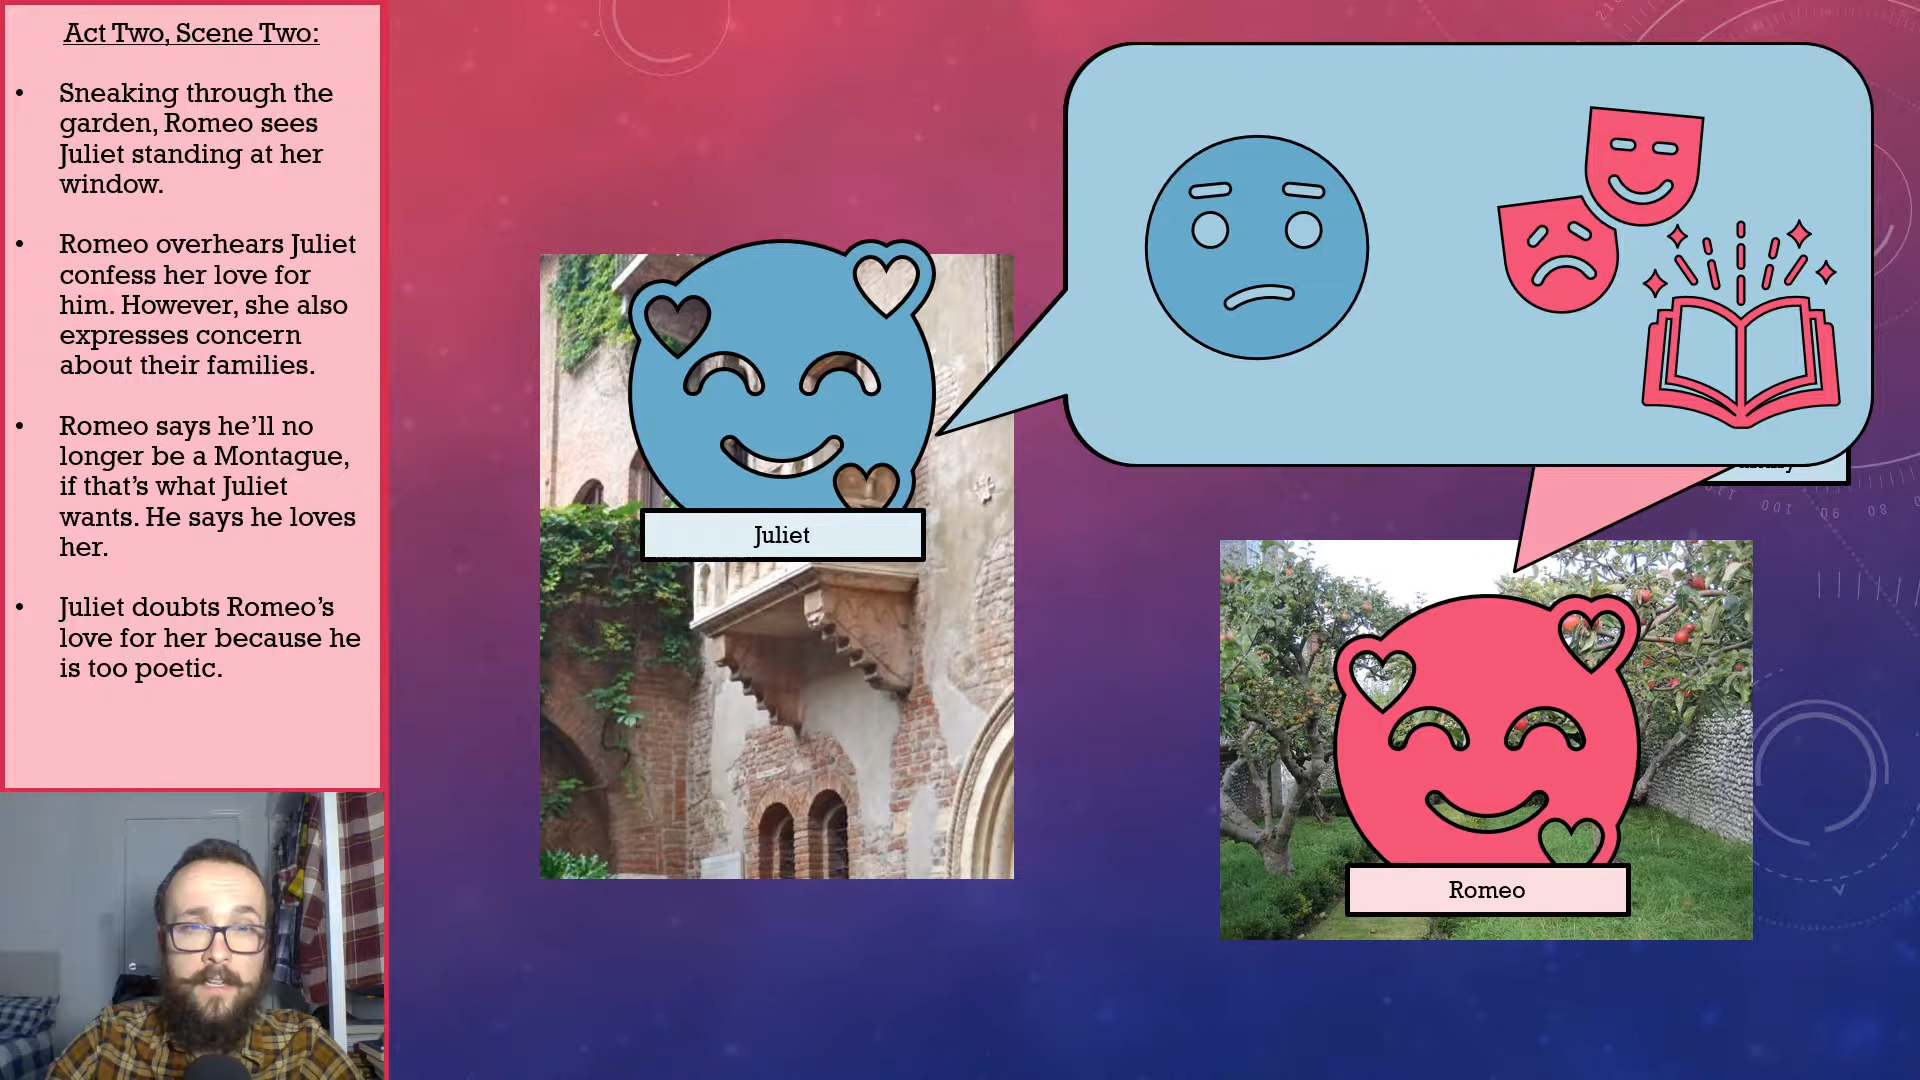 Act Two, Scene Two:
• Sneaking through the
garden, Romeo sees
Juliet standing at her
window.
• Romeo overhears Juliet
confess her love for
him. However, she also
expresses concern
about their families.
• Romeo says he’ll no
longer be a Montague,
if that’s what Juliet
wants. He says he loves
her.
• Juliet doubts Romeo’s
love for her because he
is too poetic.
Juliet
Romeo